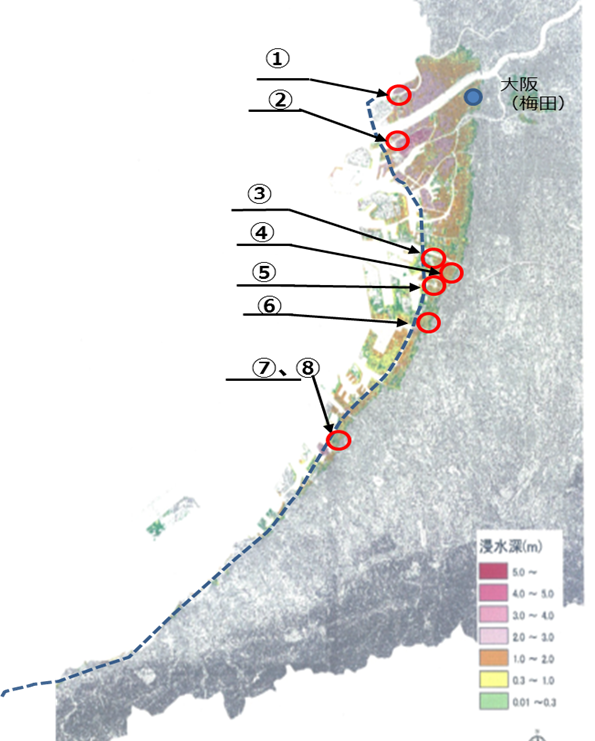 ①
②
大阪
（梅田）
③
④
⑤
⑥
⑦、⑧
浸水深(m)
5.0 ～
4.0 ～ 5.0
3.0 ～ 4.0
2.0 ～ 3.0
1.0 ～ 2.0
0.3 ～ 1.0
0.01 ～0.3